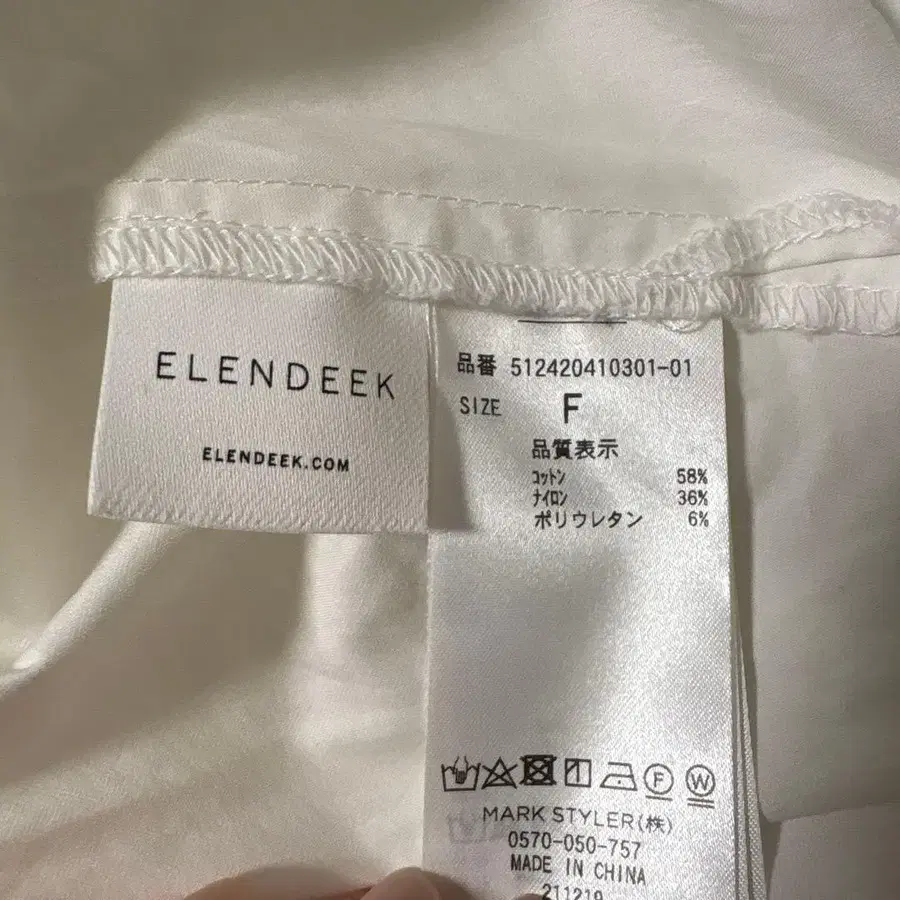 ELENDEEK
ELENDEEK.COM
品番 512420410301-01
SIZE F
品質表示
コットン 58%
ナイロン 36%
ポリウレタン 6%
F W
MARK STYLER(株)
0570-050-757
MADE IN CHINA
211219